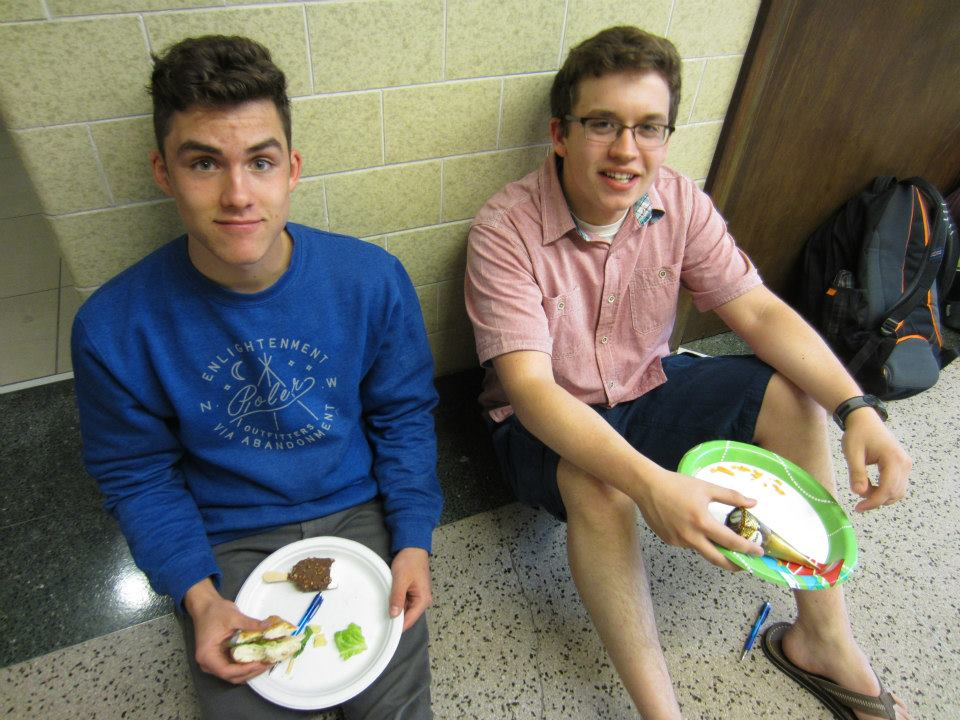 ENLIGHTENMENT
N. W
Poler
OUTFITTERS
VIA ABANDONMENT